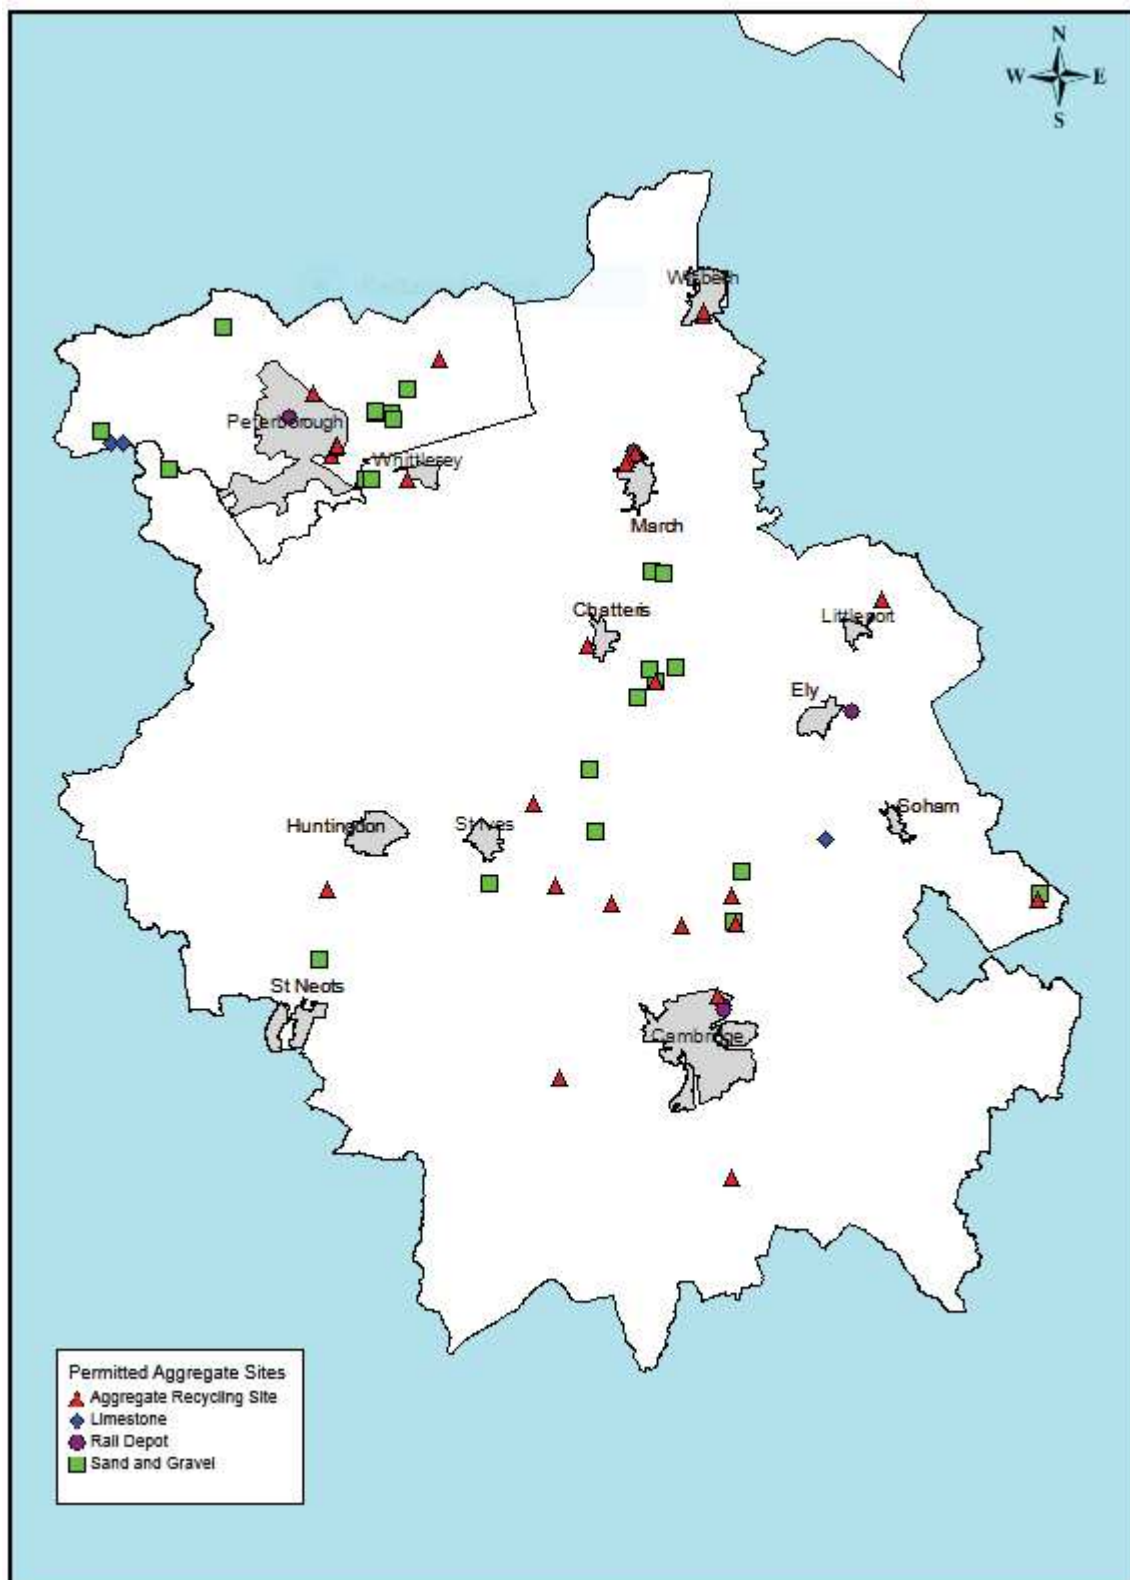 N
W E
S
Wisbech
Peterborough
Whittlesey
March
Chatteris
Littleport
Ely
Soham
Huntingdon
St Ives
St Neots
Cambridge
Permitted Aggregate Sites
Aggregate Recycling Site
Limestone
Rail Depot
Sand and Gravel